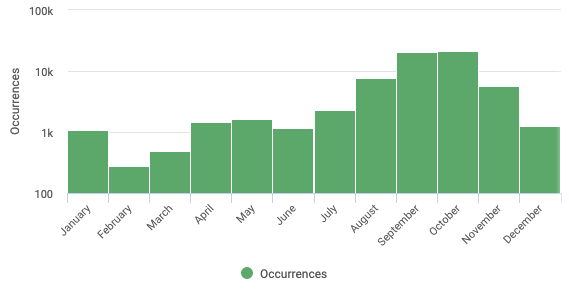 100k
10k
1k
100
Occurrences
January
February
March
April
May
June
July
August
September
October
November
December
Occurrences